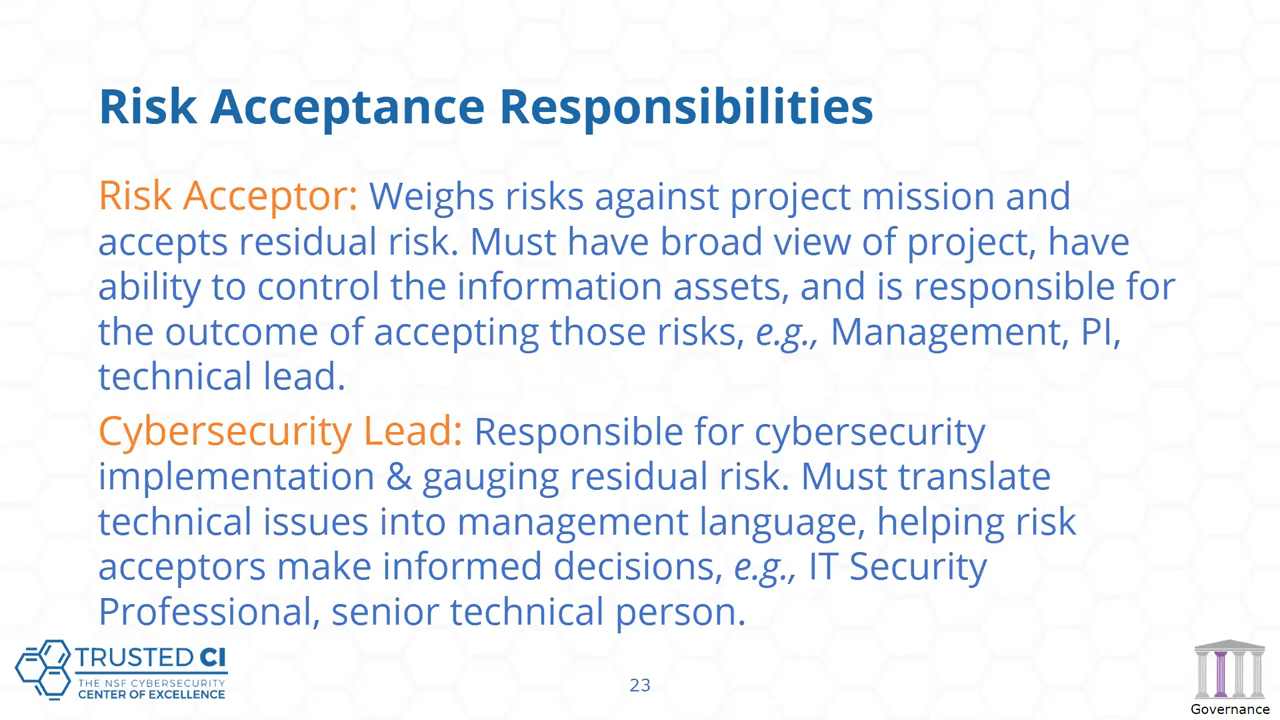 Risk Acceptance Responsibilities
Risk Acceptor: Weighs risks against project mission and
accepts residual risk. Must have broad view of project, have
ability to control the information assets, and is responsible for
the outcome of accepting those risks, e.g., Management, PI,
technical lead.
Cybersecurity Lead: Responsible for cybersecurity
implementation & gauging residual risk. Must translate
technical issues into management language, helping risk
acceptors make informed decisions, e.g., IT Security
Professional, senior technical person.
TRUSTED CI
THE NSF CYBERSECURITY
CENTER OF EXCELLENCE
23
Governance